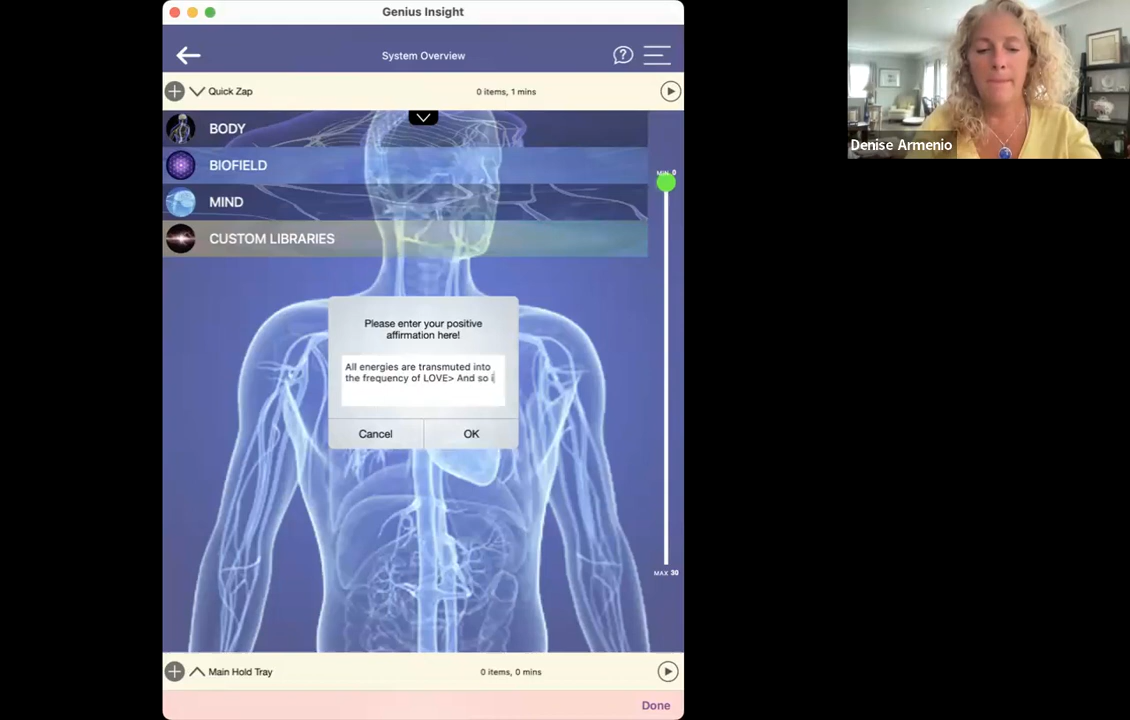 Genius Insight
System Overview
Quick Zap
0 items, 1 mins
BODY
BIOFIELD
MIND
CUSTOM LIBRARIES
MIN 0
Please enter your positive
affirmation here!
All energies are transmuted into
the frequency of LOVE> And so i
Cancel
OK
MAX 30
Main Hold Tray
0 items, 0 mins
Done
Denise Armenio